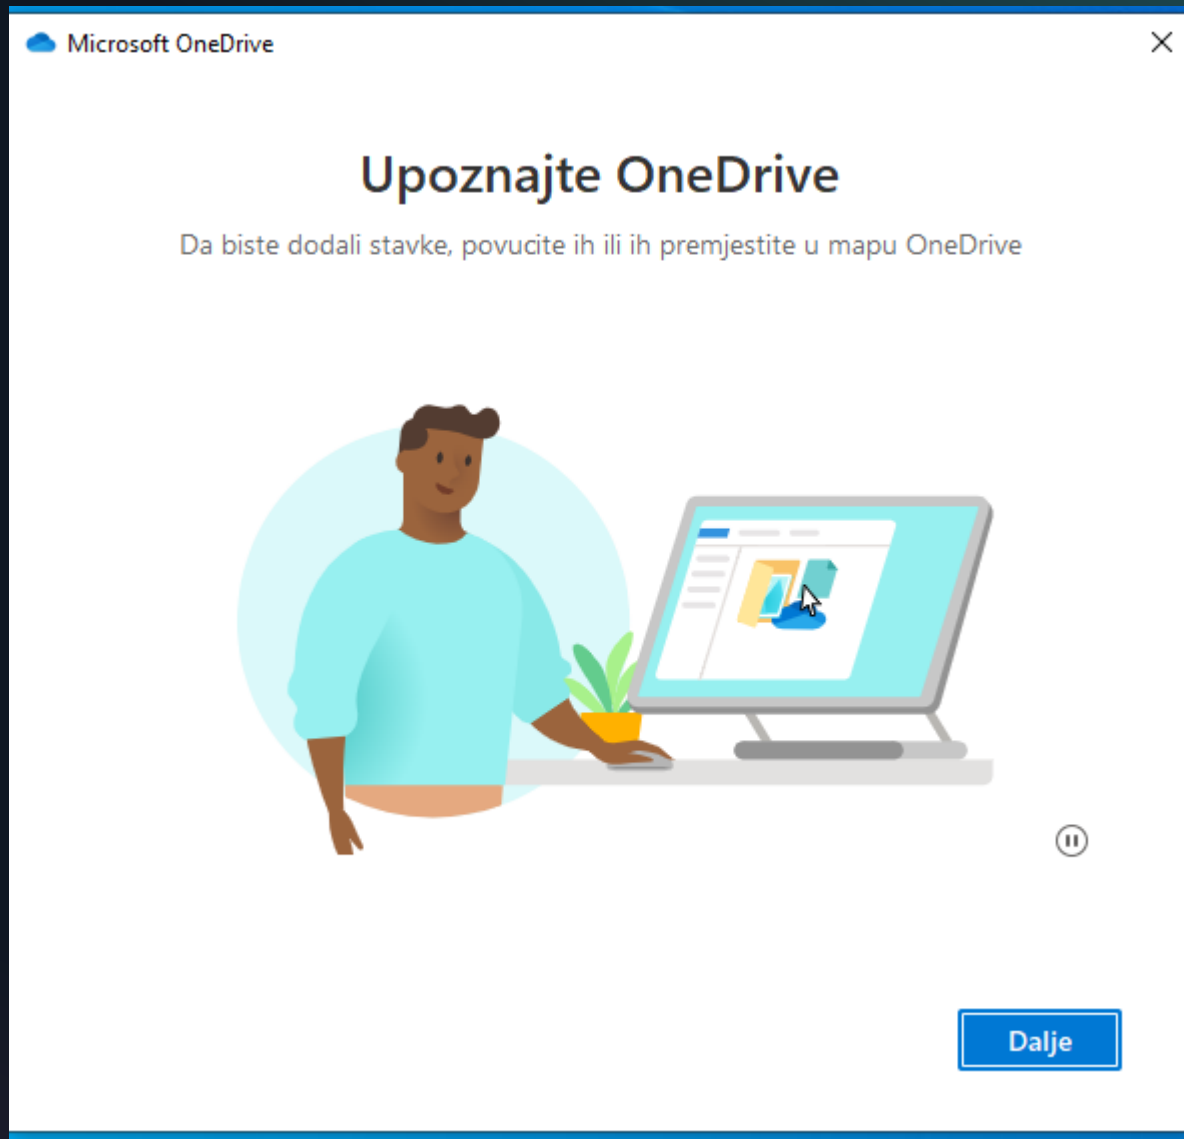 Microsoft OneDrive
Upoznajte OneDrive
Da biste dodali stavke, povucite ih ili ih premjestite u mapu OneDrive
Dalje